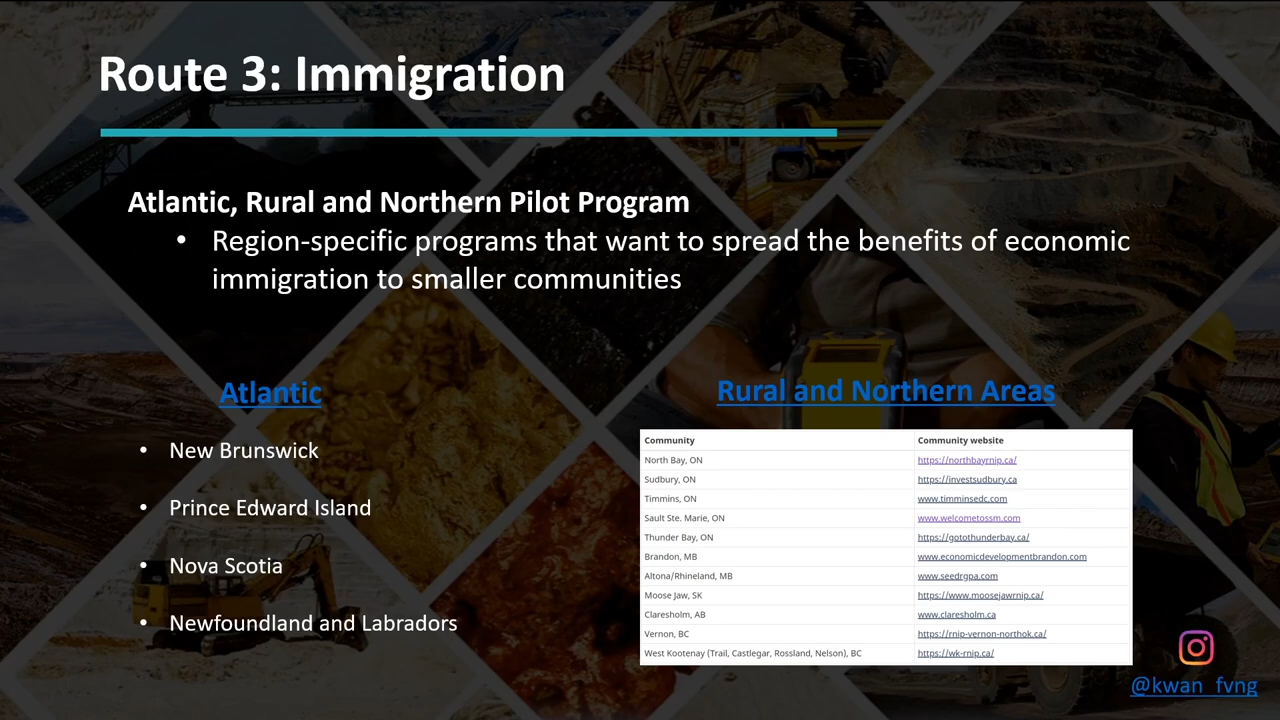 Route 3: Immigration
Atlantic, Rural and Northern Pilot Program
• Region-specific programs that want to spread the benefits of economic
immigration to smaller communities
Atlantic
• New Brunswick
• Prince Edward Island
• Nova Scotia
• Newfoundland and Labradors
Rural and Northern Areas
Community Community website
North Bay, ON https://northbayrnip.ca/
Sudbury, ON https://investsudbury.ca
Timmins, ON www.timminsedc.com
Sault Ste. Marie, ON www.welcometossm.com
Thunder Bay, ON https://gotothunderbay.ca/
Brandon, MB www.economicdevelopmentbrandon.com
Altona/Rhineland, MB www.seedrgpa.com
Moose Jaw, SK https://www.moosejawrnip.ca/
Claresholm, AB www.claresholm.ca
Vernon, BC https://rnip-vernon-northok.ca/
West Kootenay (Trail, Castlegar, Rossland, Nelson), BC https://wk-rnip.ca/
@kwan_fvng